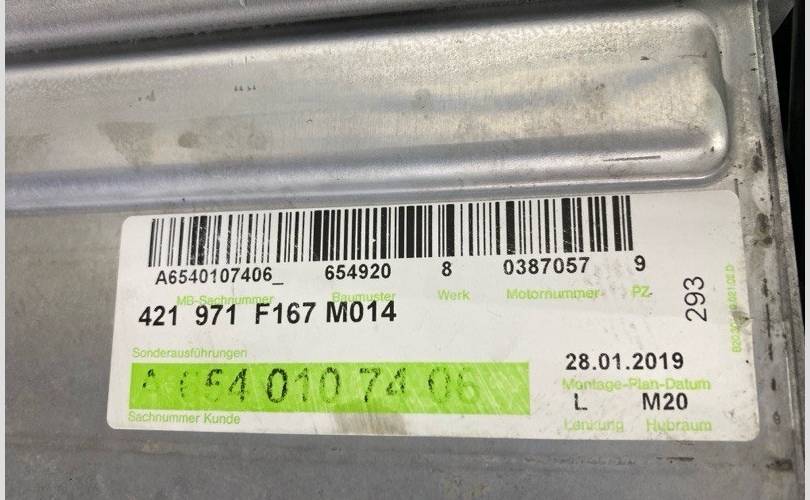 A6540107406_ 654920 8 0387057 9
MB-Sachnummer Baumuster Werk Motornummer PZ
421 971 F167 M014
293
Sonderausführungen
28.01.2019
A 654 010 74 06
Montage-Plan-Datum
L M20
Sachnummer Kunde
Lenkung Hubraum